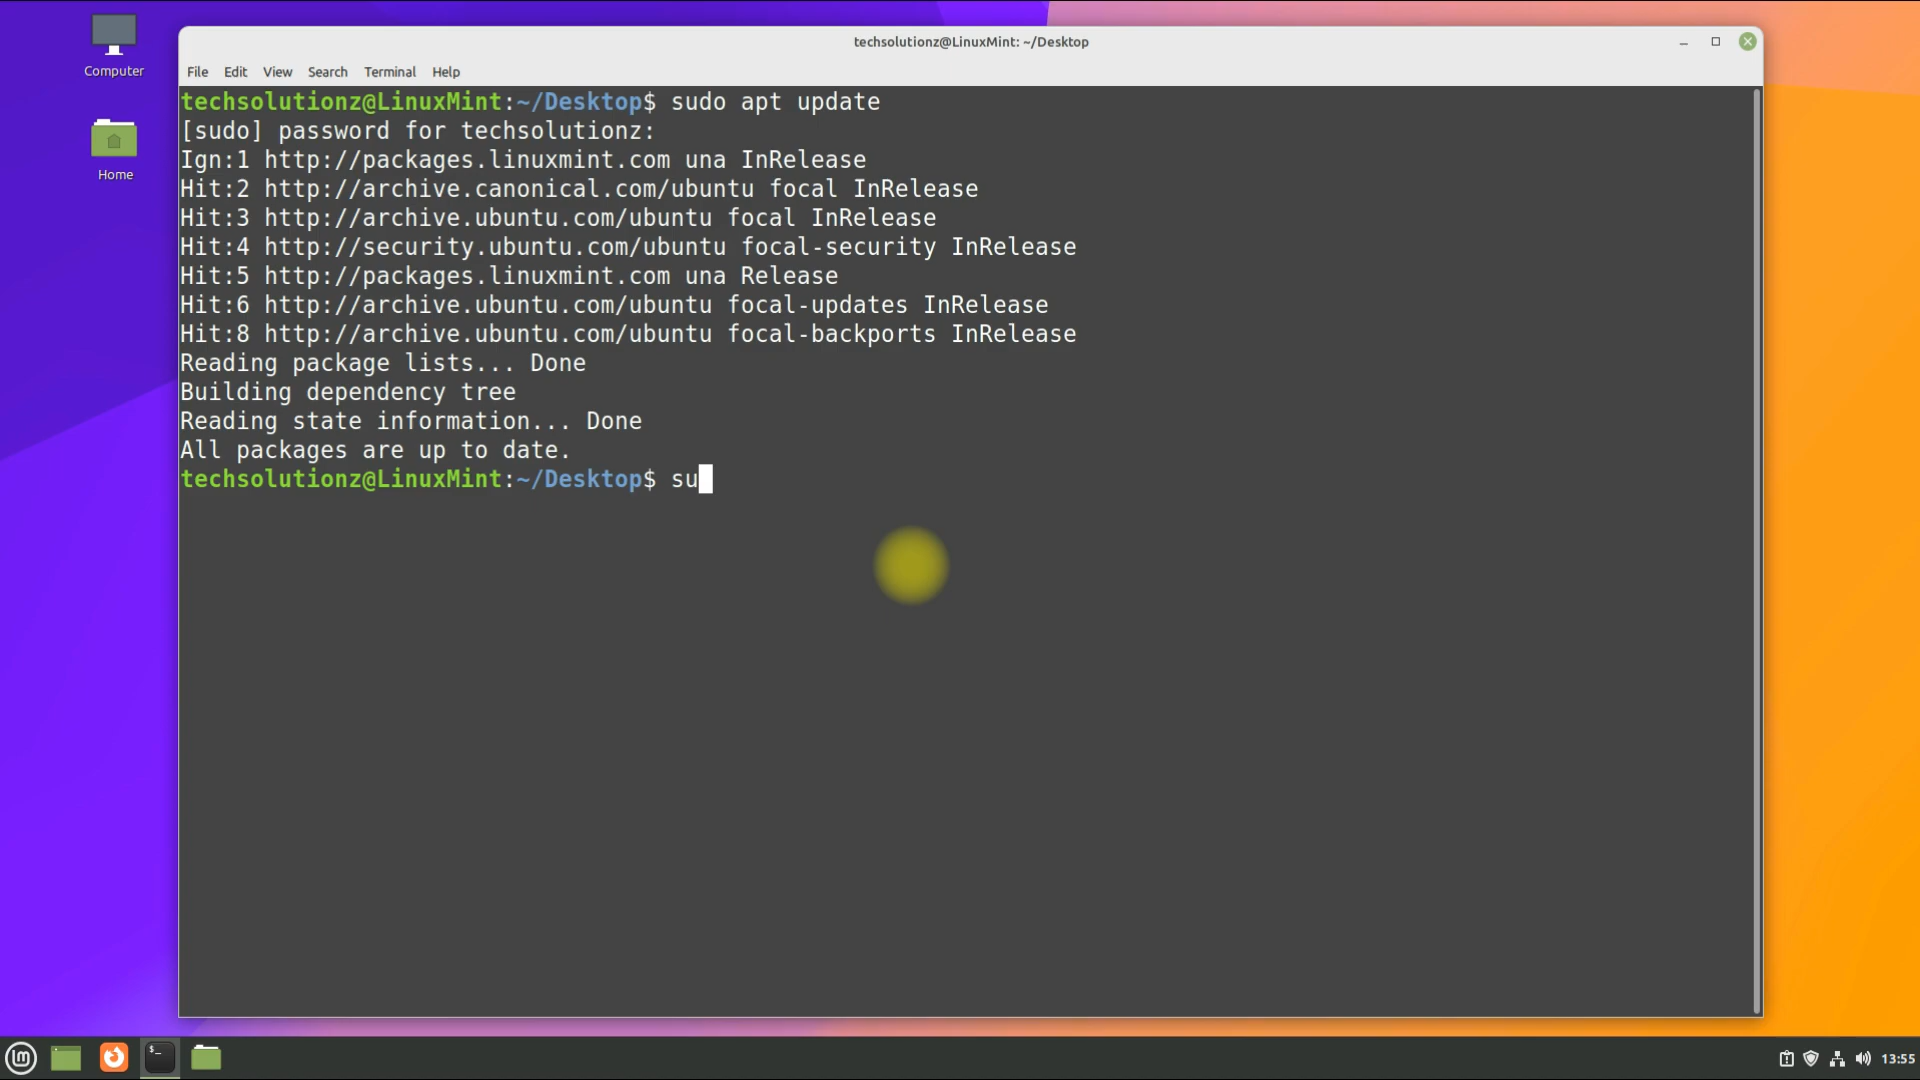 Computer
Home
techsolutionz@LinuxMint: ~/Desktop
File Edit View Search Terminal Help
techsolutionz@LinuxMint:~/Desktop$ sudo apt update
[sudo] password for techsolutionz:
Ign:1 http://packages.linuxmint.com una InRelease
Hit:2 http://archive.canonical.com/ubuntu focal InRelease
Hit:3 http://archive.ubuntu.com/ubuntu focal InRelease
Hit:4 http://security.ubuntu.com/ubuntu focal-security InRelease
Hit:5 http://packages.linuxmint.com una Release
Hit:6 http://archive.ubuntu.com/ubuntu focal-updates InRelease
Hit:8 http://archive.ubuntu.com/ubuntu focal-backports InRelease
Reading package lists... Done
Building dependency tree
Reading state information... Done
All packages are up to date.
techsolutionz@LinuxMint:~/Desktop$ su
13:55